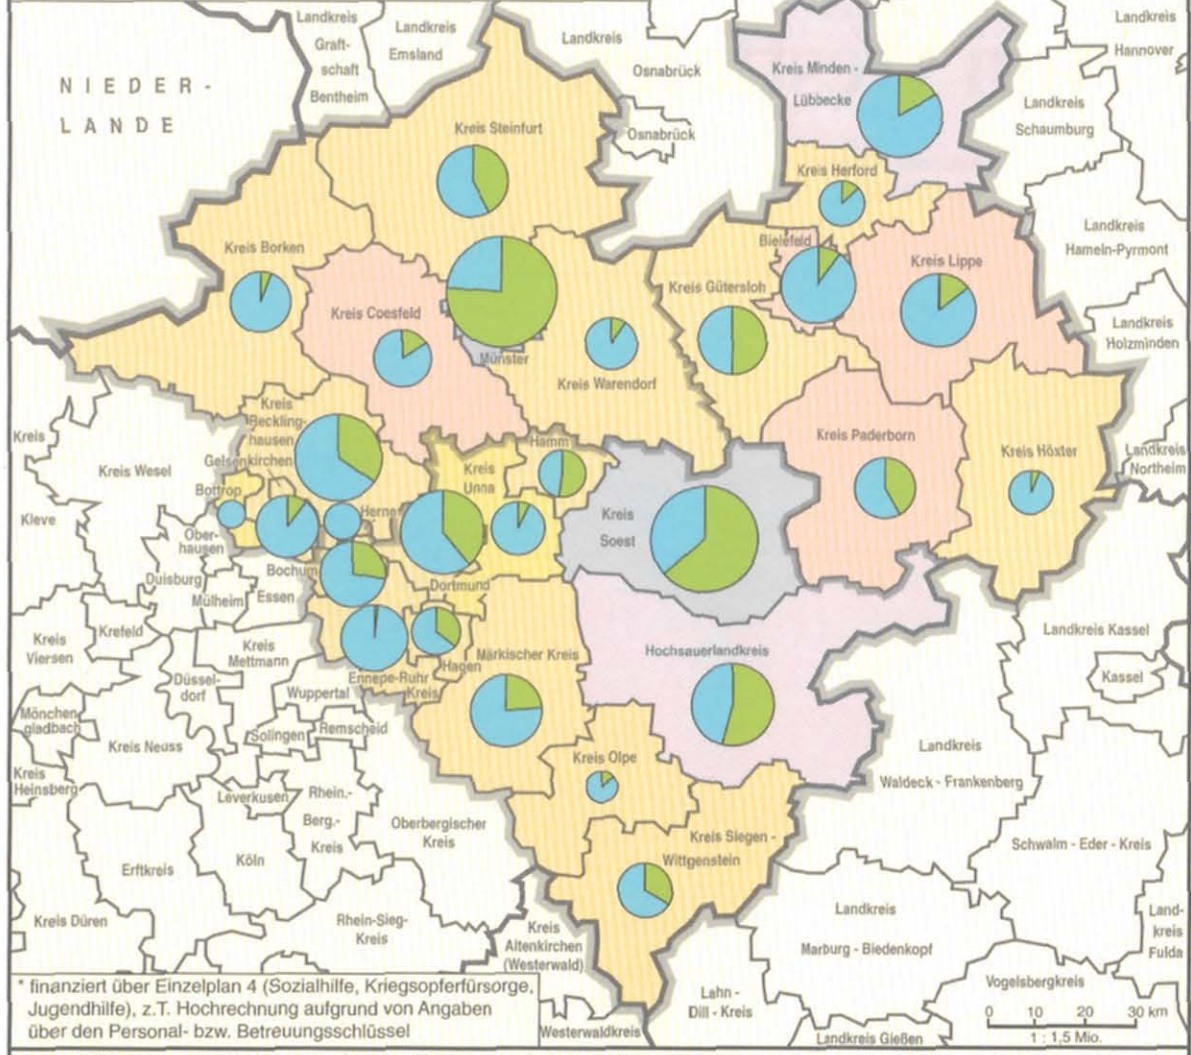 NIEDER-
LANDE
Landkreis
Graf-
schaft
Bentheim
Landkreis
Emsland
Landkreis
Osnabrück
Osnabrück
Kreis Minden-
Lübbecke
Landkreis
Hannover
Landkreis
Schaumburg
Kreis Steinfurt
Kreis Herford
Landkreis
Hameln-Pyrmont
Kreis Borken
Bielefeld
Kreis Lippe
Kreis Gütersloh
Kreis Coesfeld
Münster
Kreis Warendorf
Landkreis
Holzminden
Kreis
Reckling-
hausen
Gelsenkirchen
Kreis
Kreis Wesel
Kleve
Bottrop
Herne
Hamm
Kreis
Unna
Kreis Paderborn
Kreis Höxter
Landkreis
Northeim
Kreis
Soest
Ober-
hausen
Duisburg
Mülheim
Essen
Bochum
Dortmund
Kreis
Viersen
Krefeld
Kreis
Mettmann
Düssel-
dorf
Wuppertal
Ennepe-Ruhr
Kreis
Hagen
Märkischer Kreis
Hochsauerlandkreis
Landkreis Kassel
Kassel
Mönchen
gladbach
Kreis Neuss
Solingen
Remscheid
Kreis
Heinsberg
Leverkusen
Rhein.-
Berg.-
Kreis
Oberbergischer
Kreis
Kreis Olpe
Landkreis
Waldeck - Frankenberg
Kreis Siegen -
Wittgenstein
Schwalm - Eder - Kreis
Erftkreis
Köln
Kreis Düren
Rhein-Sieg-
Kreis
Kreis
Altenkirchen
(Westerwald)
Landkreis
Marburg - Biedenkopf
Land-
kreis
Fulda
Vogelsbergkreis
Lahn -
Dill - Kreis
Westerwaldkreis
Landkreis Gießen
* finanziert über Einzelplan 4 (Sozialhilfe, Kriegsopferfürsorge,
Jugendhilfe), z.T. Hochrechnung aufgrund von Angaben
über den Personal- bzw. Betreuungsschlüssel
0 10 20 30 km
1 : 1,5 Mio.